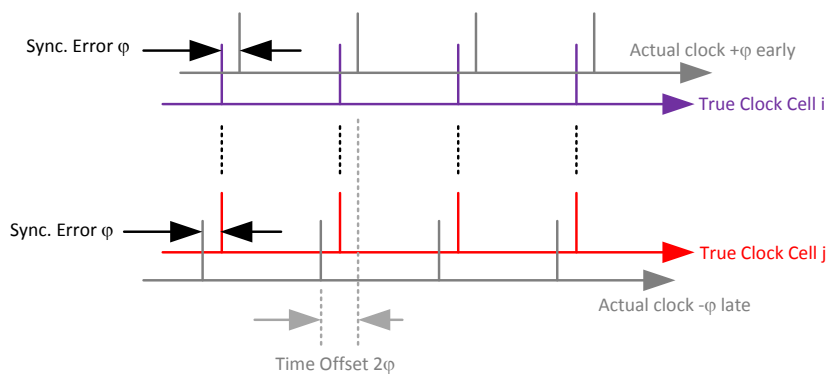 Sync. Error φ
Actual clock +φ early
True Clock Cell i
Sync. Error φ
True Clock Cell j
Actual clock -φ late
Time Offset 2φ